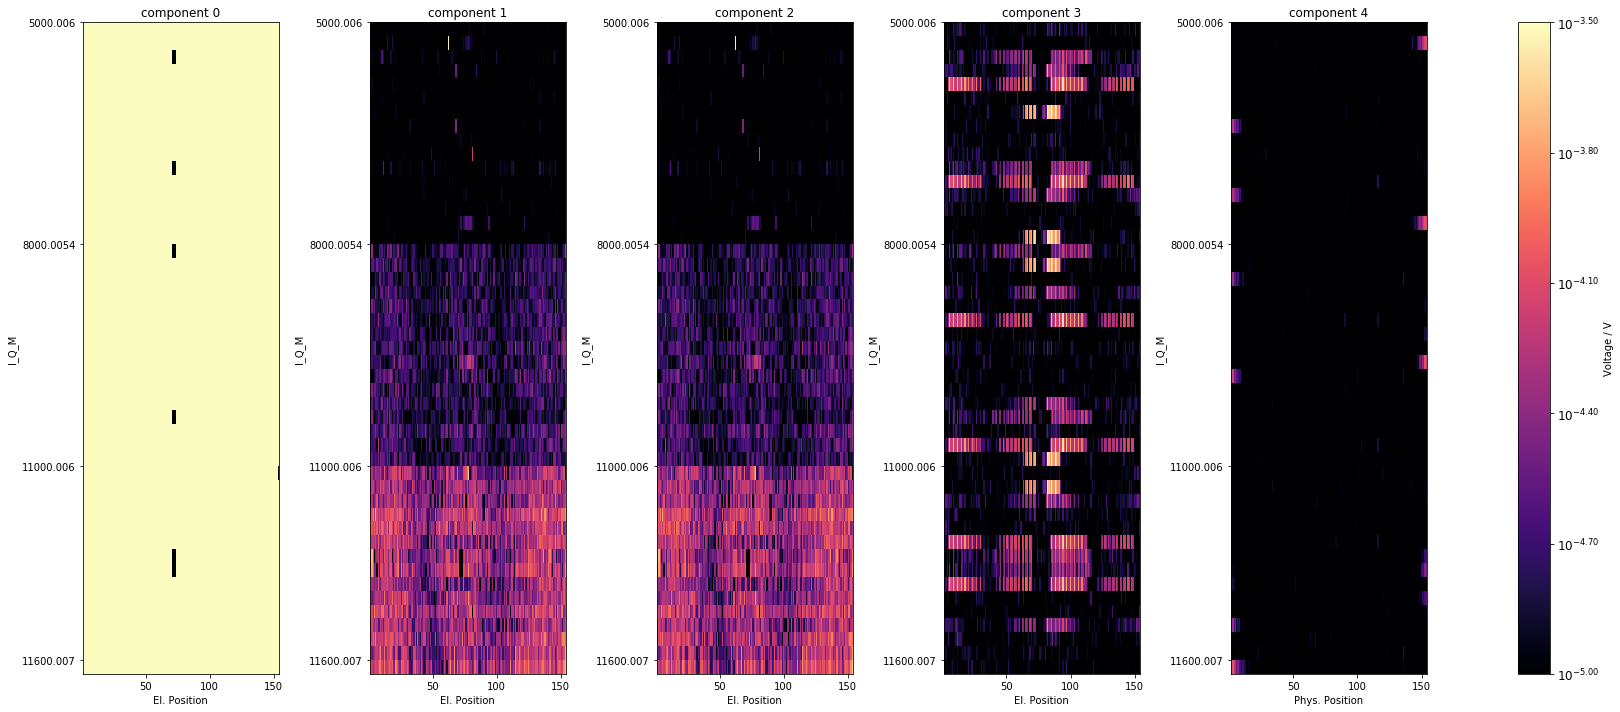 component 0
component 1
component 2
component 3
component 4
5000.006
8000.0054
11000.006
11600.007
I_Q_M
50
100
150
El. Position
5000.006
8000.0054
11000.006
11600.007
I_Q_M
50
100
150
El. Position
5000.006
8000.0054
11000.006
11600.007
I_Q_M
50
100
150
El. Position
5000.006
8000.0054
11000.006
11600.007
I_Q_M
50
100
150
El. Position
5000.006
8000.0054
11000.006
11600.007
I_Q_M
50
100
150
Phys. Position
10^−3.50
10^−3.80
10^−4.10
10^−4.40
10^−4.70
10^−5.00
Voltage / V